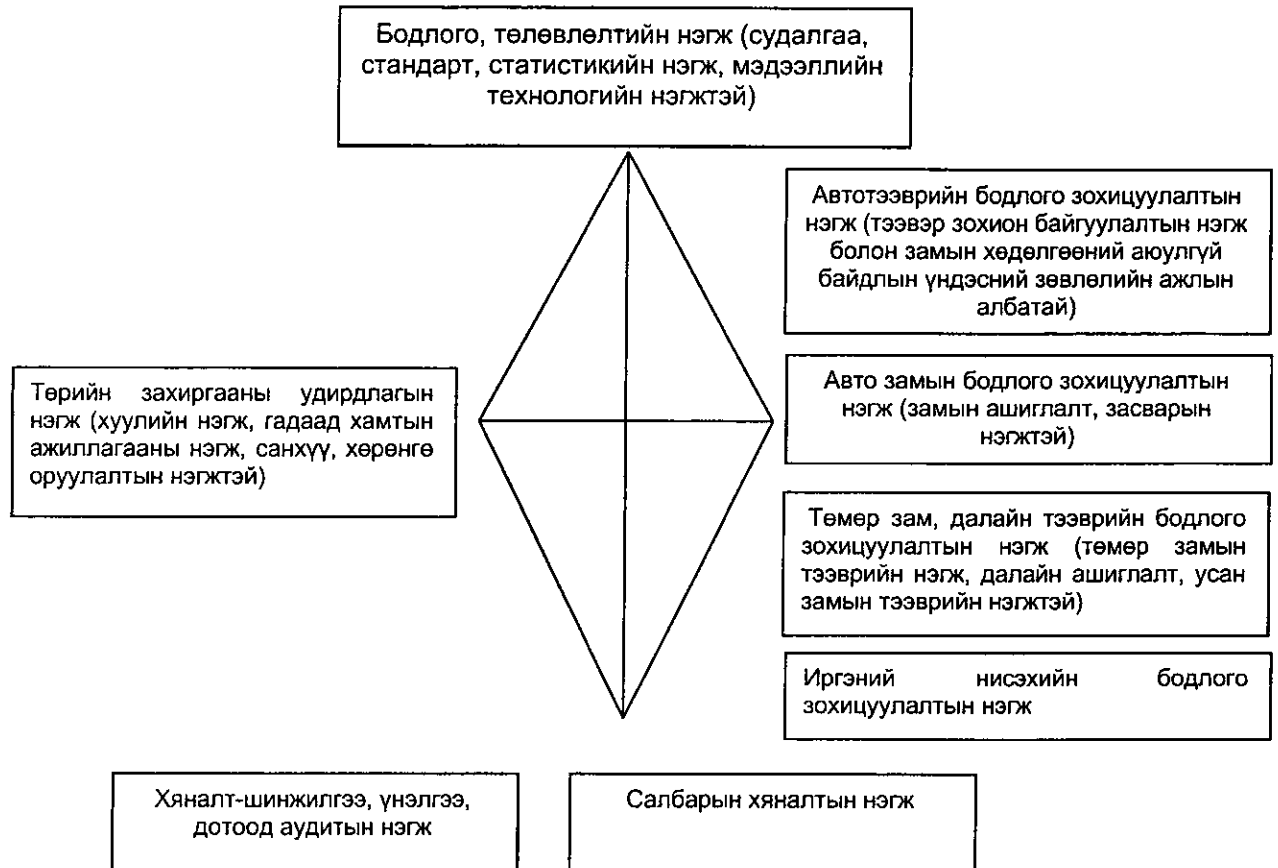 Бодлого, төлөвлөлтийн нэгж (судалгаа,
стандарт, статистикийн нэгж, мэдээллийн
технологийн нэгжтэй)
Автотээврийн бодлого зохицуулалтын
нэгж (тээвэр зохион байгуулалтын нэгж
болон замын хөдөлгөөний аюулгүй
байдлын үндэсний зөвлөлийн ажлын
албатай)
Төрийн захиргааны удирдлагын
нэгж (хуулийн нэгж, гадаад хамтын
ажиллагааны нэгж, санхүү, хөрөнгө
оруулалтын нэгжтэй)
Авто замын бодлого зохицуулалтын
нэгж (замын ашиглалт, засварын
нэгжтэй)
Төмөр зам, далайн тээврийн бодлого
зохицуулалтын нэгж (төмөр замын
тээврийн нэгж, далайн ашиглалт, усан
замын тээврийн нэгжтэй)
Иргэний нисэхийн бодлого
зохицуулалтын нэгж
Хяналт-шинжилгээ, үнэлгээ,
дотоод аудитын нэгж
Салбарын хяналтын нэгж